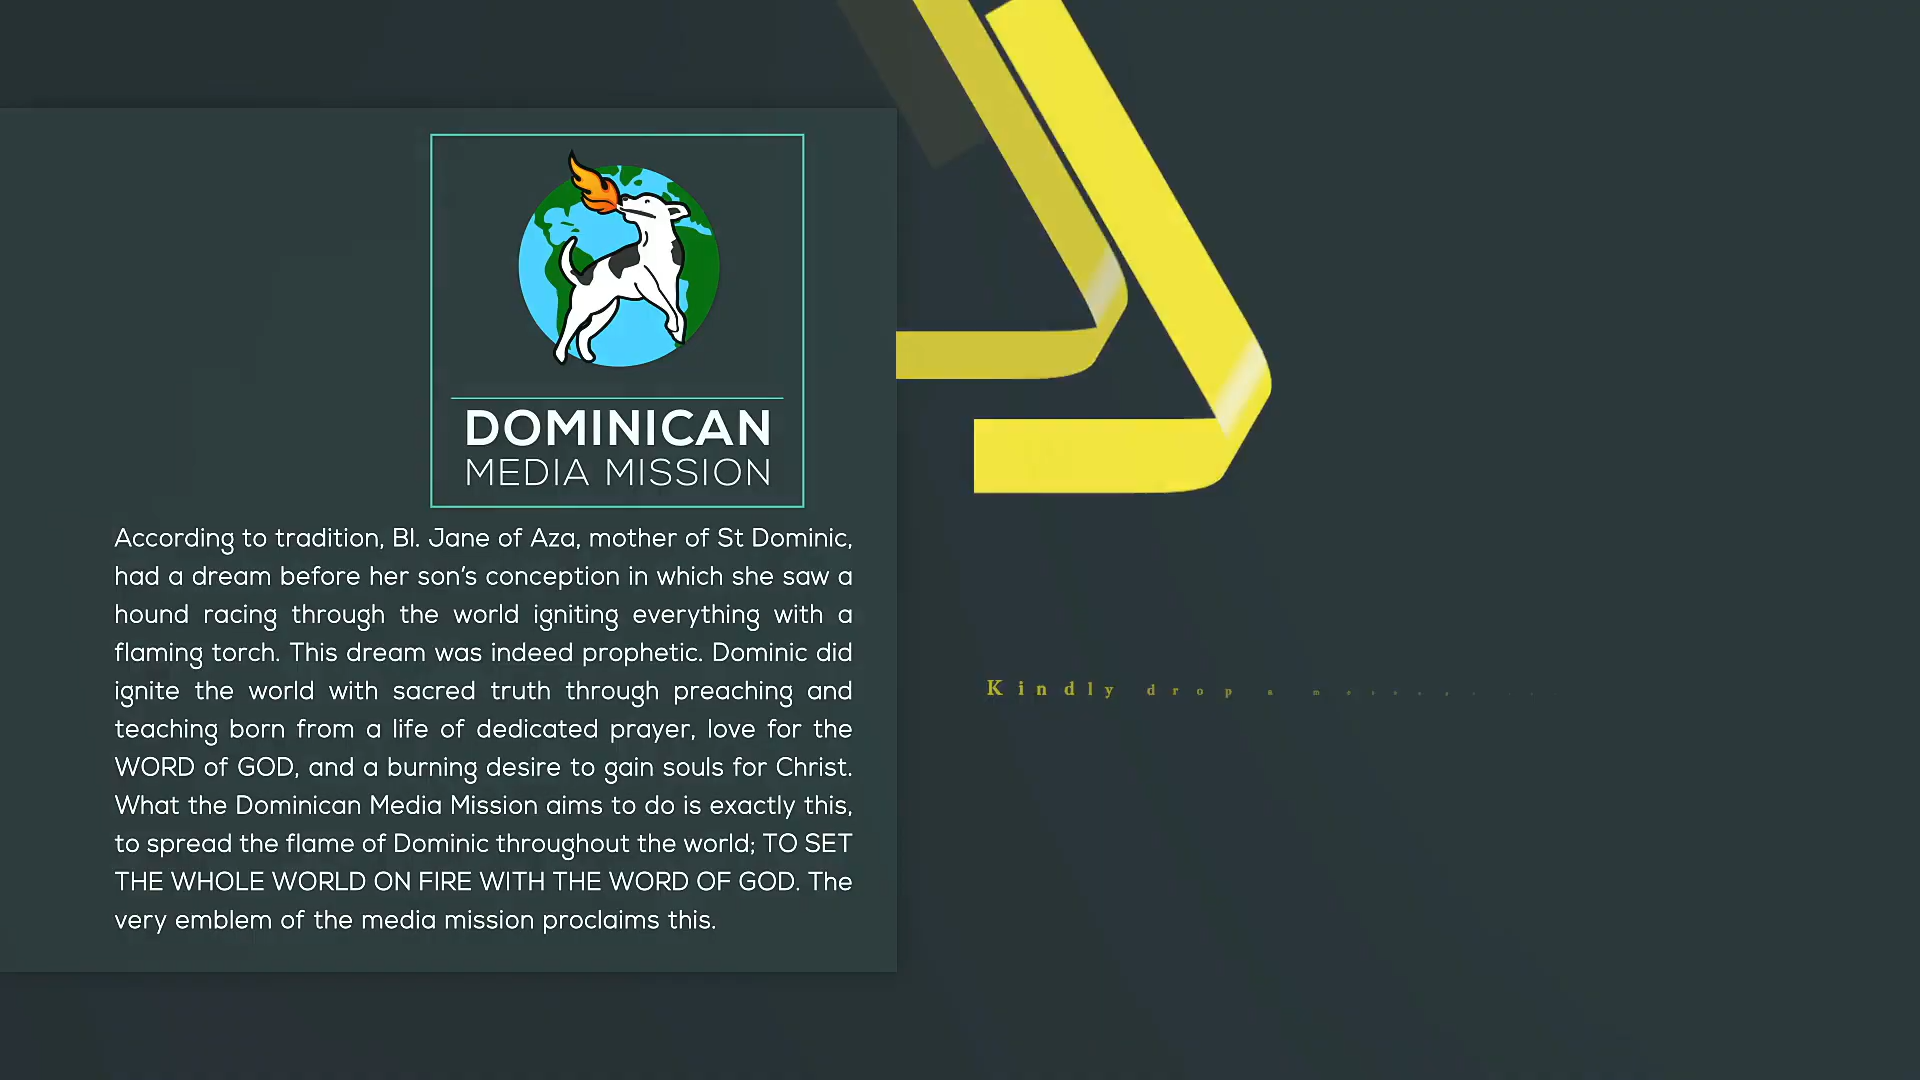 DOMINICAN
MEDIA MISSION
According to tradition, Bl. Jane of Aza, mother of St Dominic,
had a dream before her son’s conception in which she saw a
hound racing through the world igniting everything with a
flaming torch. This dream was indeed prophetic. Dominic did
ignite the world with sacred truth through preaching and
teaching born from a life of dedicated prayer, love for the
WORD of GOD, and a burning desire to gain souls for Christ.
What the Dominican Media Mission aims to do is exactly this,
to spread the flame of Dominic throughout the world; TO SET
THE WHOLE WORLD ON FIRE WITH THE WORD OF GOD. The
very emblem of the media mission proclaims this.
Kindly drop a